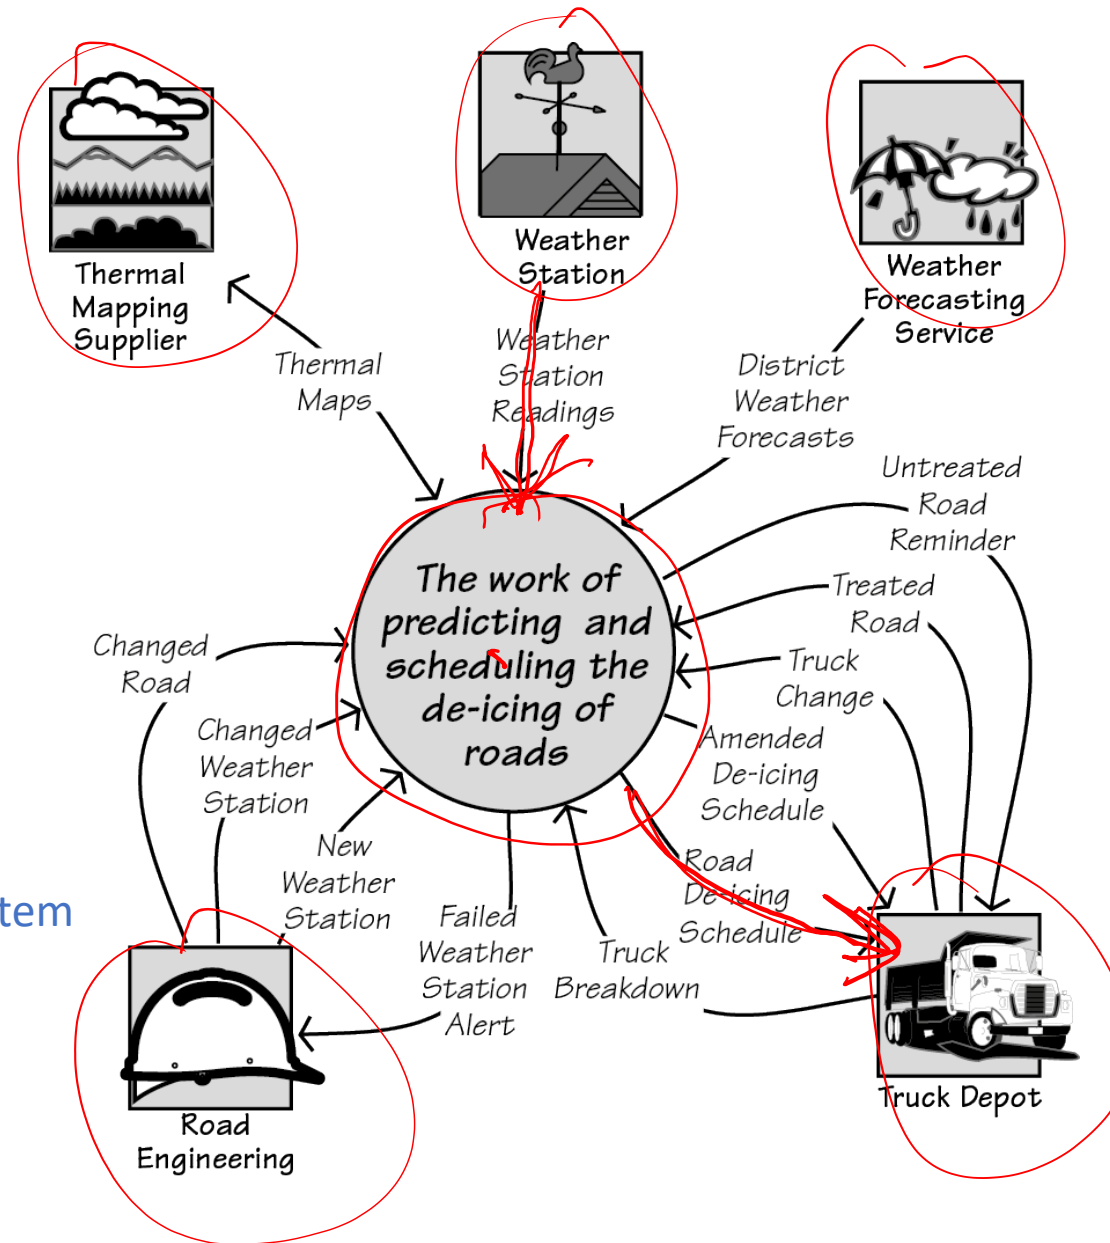 Weather
Station
Thermal
Mapping
Supplier
Weather
Forecasting
Service
Thermal
Maps
Weather
Station
Readings
District
Weather
Forecasts
Untreated
Road
Reminder
The work of
predicting and
scheduling the
de-icing of
roads
Treated
Road
Truck
Change
Changed
Road
Changed
Weather
Station
Amended
De-icing
Schedule
New
Weather
Station
Road
De-icing
Schedule
tem
Failed
Weather
Station
Alert
Truck
Breakdown
Road
Engineering
Truck Depot